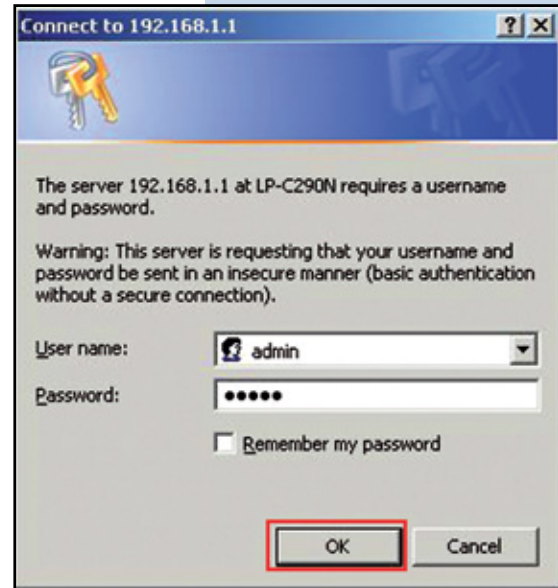 Connect to 192.168.1.1
The server 192.168.1.1 at LP-C290N requires a username
and password.
Warning: This server is requesting that your username and
password be sent in an insecure manner (basic authentication
without a secure connection).
User name: admin
Password: •••••
Remember my password
OK Cancel